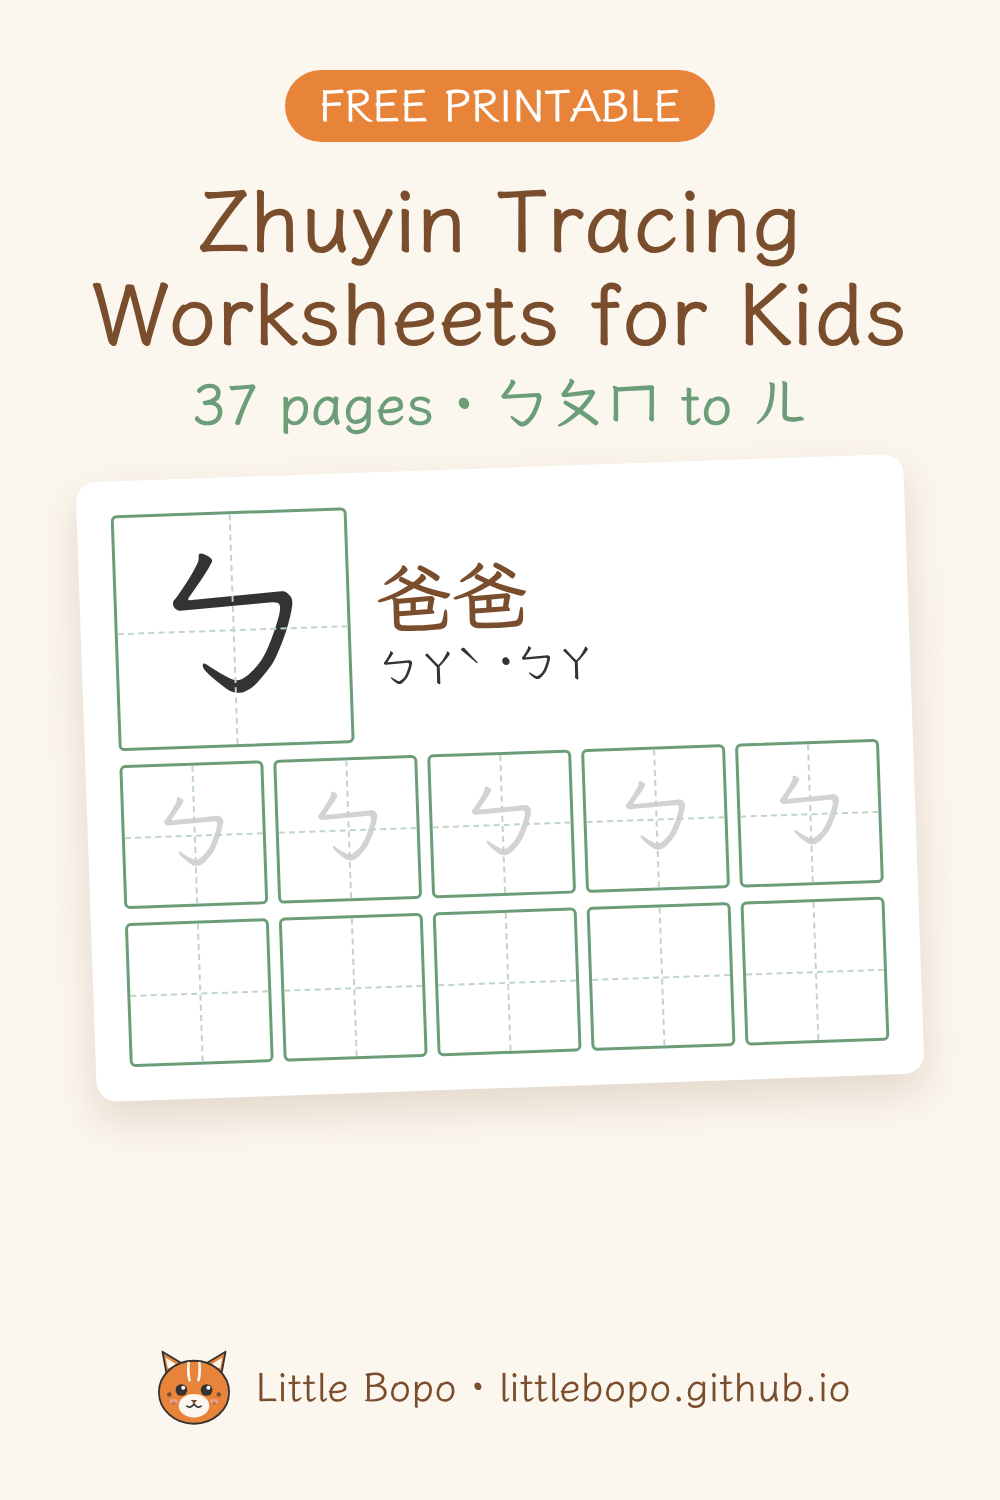 FREE PRINTABLE
Zhuyin Tracing
Worksheets for Kids
37 pages • ㄅㄆㄇ to ㄦ
ㄅ
爸爸
ㄅㄚˋ ˙ㄅㄚ
ㄅ ㄅ ㄅ ㄅ ㄅ
Little Bopo • littlebopo.github.io